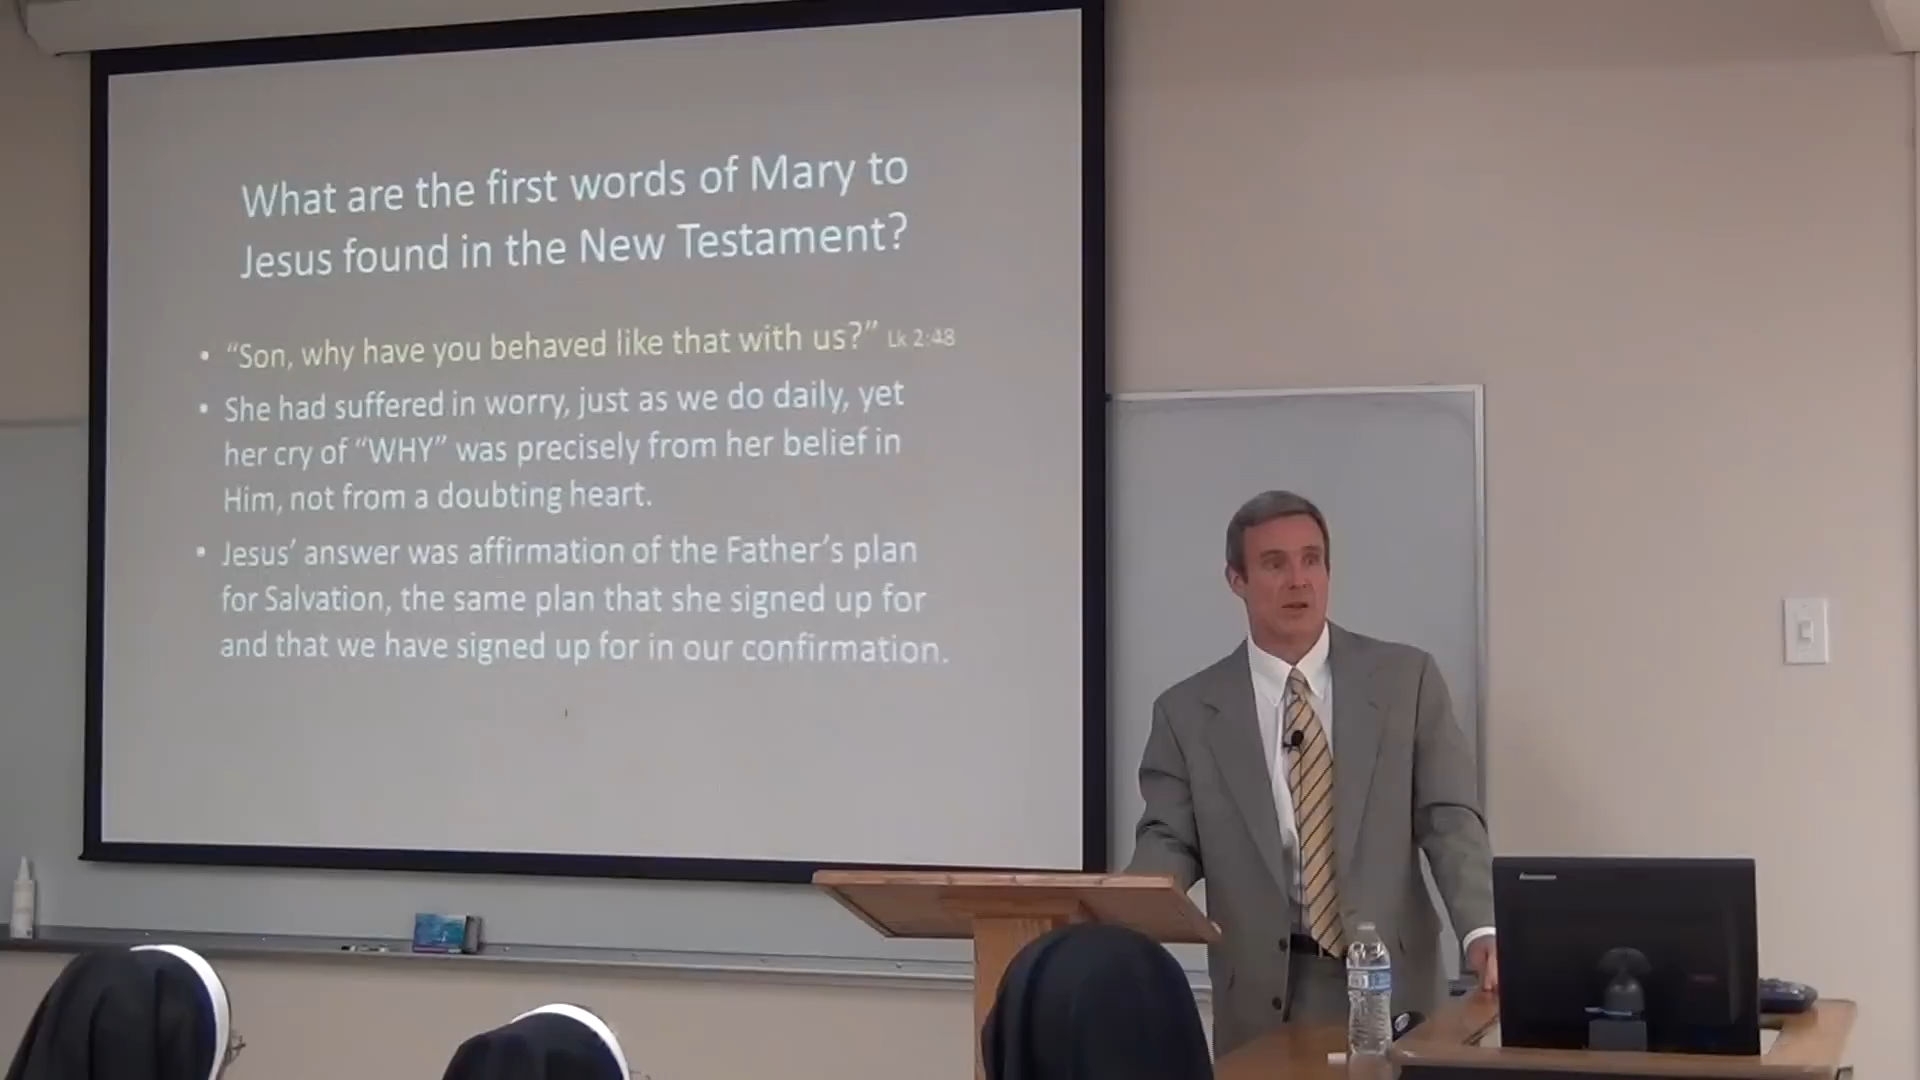 What are the first words of Mary to
Jesus found in the New Testament?
• “Son, why have you behaved like that with us?” Lk 2:48
• She had suffered in worry, just as we do daily, yet
her cry of “WHY” was precisely from her belief in
Him, not from a doubting heart.
• Jesus’ answer was affirmation of the Father’s plan
for Salvation, the same plan that she signed up for
and that we have signed up for in our confirmation.